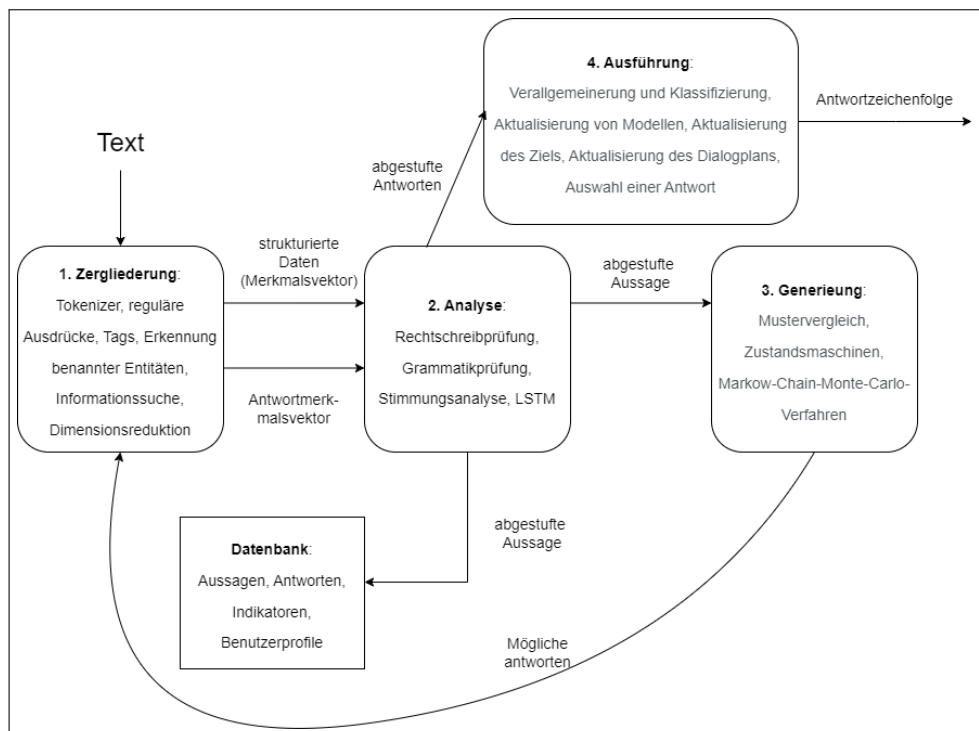 4. Ausführung:
Verallgemeinerung und Klassifizierung,
Aktualisierung von Modellen, Aktualisierung
des Ziels, Aktualisierung des Dialogplans,
Auswahl einer Antwort
Antwortzeichenfolge
Text
abgestufte
Antworten
1. Zergliederung:
Tokenizer, reguläre
Ausdrücke, Tags, Erkennung
benannter Entitäten,
Informationssuche,
Dimensionsreduktion
strukturierte
Daten
(Merkmalsvektor)
Antwortmerk-
malsvektor
2. Analyse:
Rechtschreibprüfung,
Grammatikprüfung,
Stimmungsanalyse, LSTM
abgestufte
Aussage
3. Generieung:
Mustervergleich,
Zustandsmaschinen,
Markow-Chain-Monte-Carlo-
Verfahren
abgestufte
Aussage
Datenbank:
Aussagen, Antworten,
Indikatoren,
Benutzerprofile
Mögliche
antworten